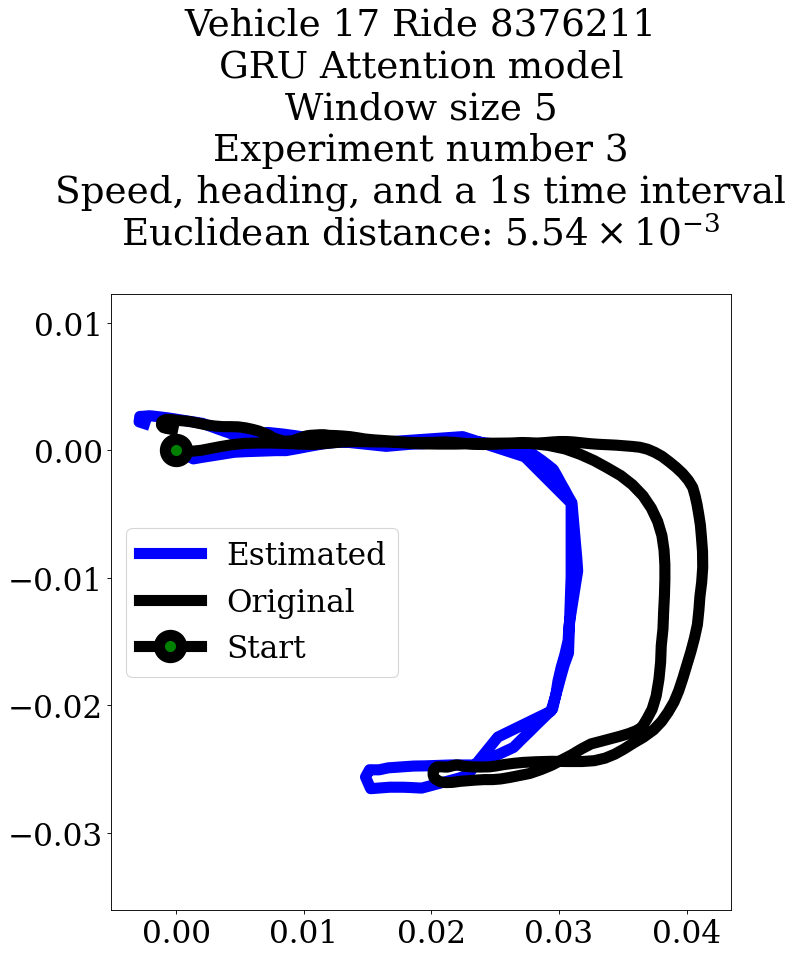 Vehicle 17 Ride 8376211
GRU Attention model
Window size 5
Experiment number 3
Speed, heading, and a 1s time interval
Euclidean distance: 5.54 × 10⁻³
0.01
0.00
−0.01
−0.02
−0.03
Estimated
Original
Start
0.00 0.01 0.02 0.03 0.04